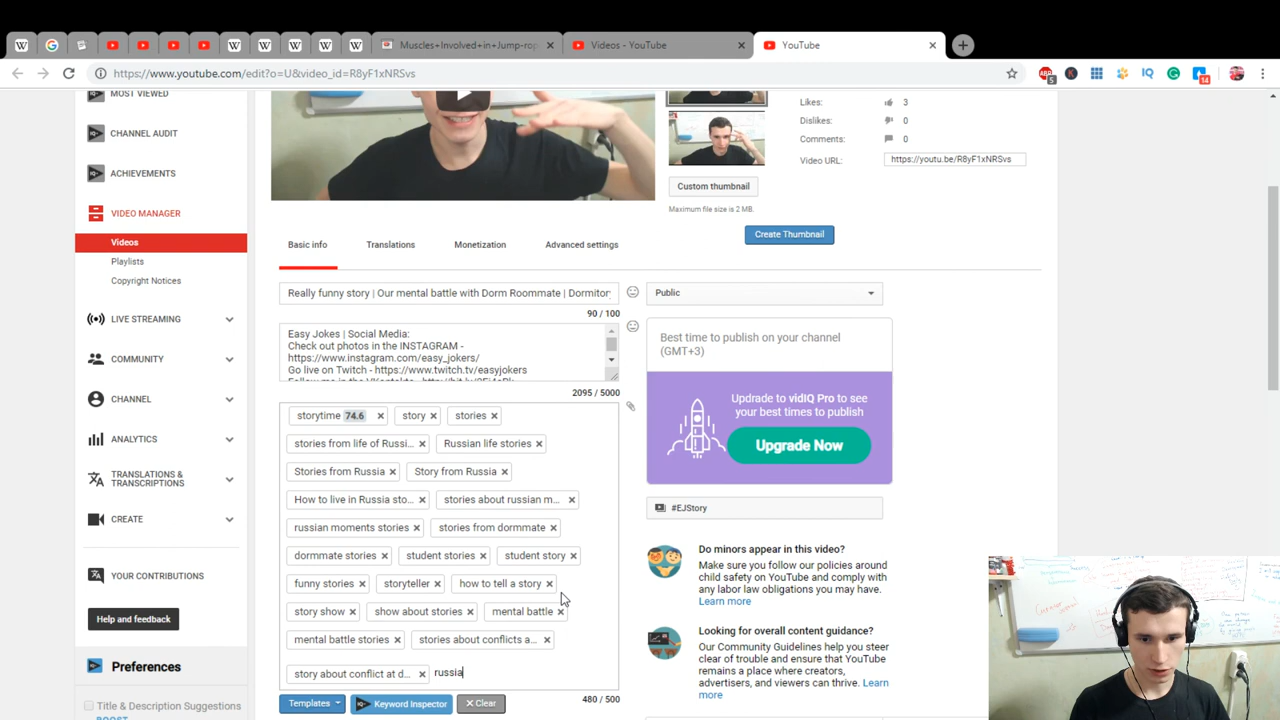 Muscles+Involved+in+Jump-rop
Videos - YouTube
YouTube
https://www.youtube.com/edit?o=U&video_id=R8yF1xNRSvs
5
14
MOST VIEWED
CHANNEL AUDIT
ACHIEVEMENTS
VIDEO MANAGER
Videos
Playlists
Copyright Notices
LIVE STREAMING
COMMUNITY
CHANNEL
ANALYTICS
TRANSLATIONS &
TRANSCRIPTIONS
CREATE
YOUR CONTRIBUTIONS
Help and feedback
Preferences
Title & Description Suggestions
BOOST
Likes: 3
Dislikes: 0
Comments: 0
Video URL: https://youtu.be/R8yF1xNRSvs
Custom thumbnail
Maximum file size is 2 MB.
Create Thumbnail
Basic info Translations Monetization Advanced settings
Really funny story | Our mental battle with Dorm Roommate | Dormitory
90 / 100
Easy Jokes | Social Media:
Check out photos in the INSTAGRAM -
https://www.instagram.com/easy_jokers/
Go live on Twitch - https://www.twitch.tv/easyjokers
2095 / 5000
storytime 74.6 story stories
stories from life of Russi... Russian life stories
Stories from Russia Story from Russia
How to live in Russia sto... stories about russian m...
russian moments stories stories from dormmate
dormmate stories student stories student story
funny stories storyteller how to tell a story
story show show about stories mental battle
mental battle stories stories about conflicts a...
story about conflict at d... russia
Templates Keyword Inspector Clear
480 / 500
Public
Best time to publish on your channel
(GMT+3)
Upgrade to vidIQ Pro to see
your best times to publish
Upgrade Now
#EJStory
Do minors appear in this video?
Make sure you follow our policies around
child safety on YouTube and comply with
any labor law obligations you may have.
Learn more
Looking for overall content guidance?
Our Community Guidelines help you steer
clear of trouble and ensure that YouTube
remains a place where creators,
advertisers, and viewers can thrive. Learn
more